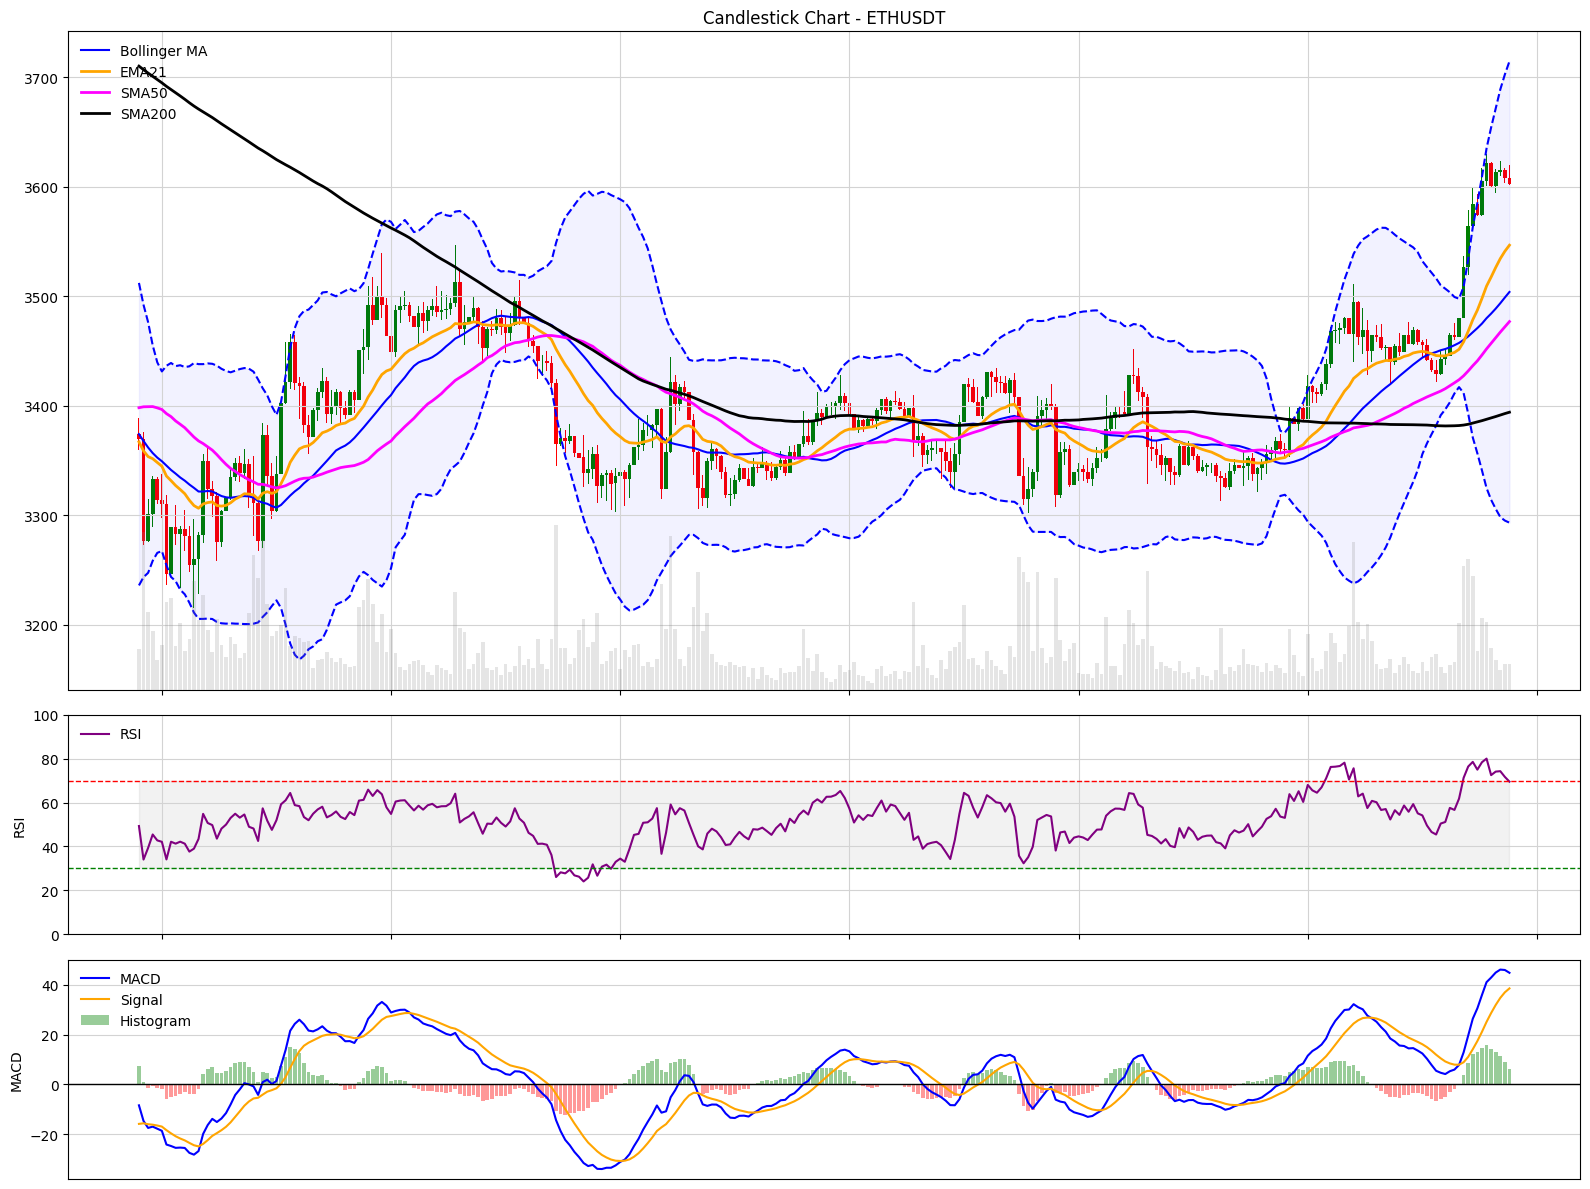 Candlestick Chart - ETHUSDT
Bollinger MA
EMA21
SMA50
SMA200
3700
3600
3500
3400
3300
3200
RSI
100
80
60
40
20
0
RSI
MACD
Signal
Histogram
40
20
0
−20
MACD